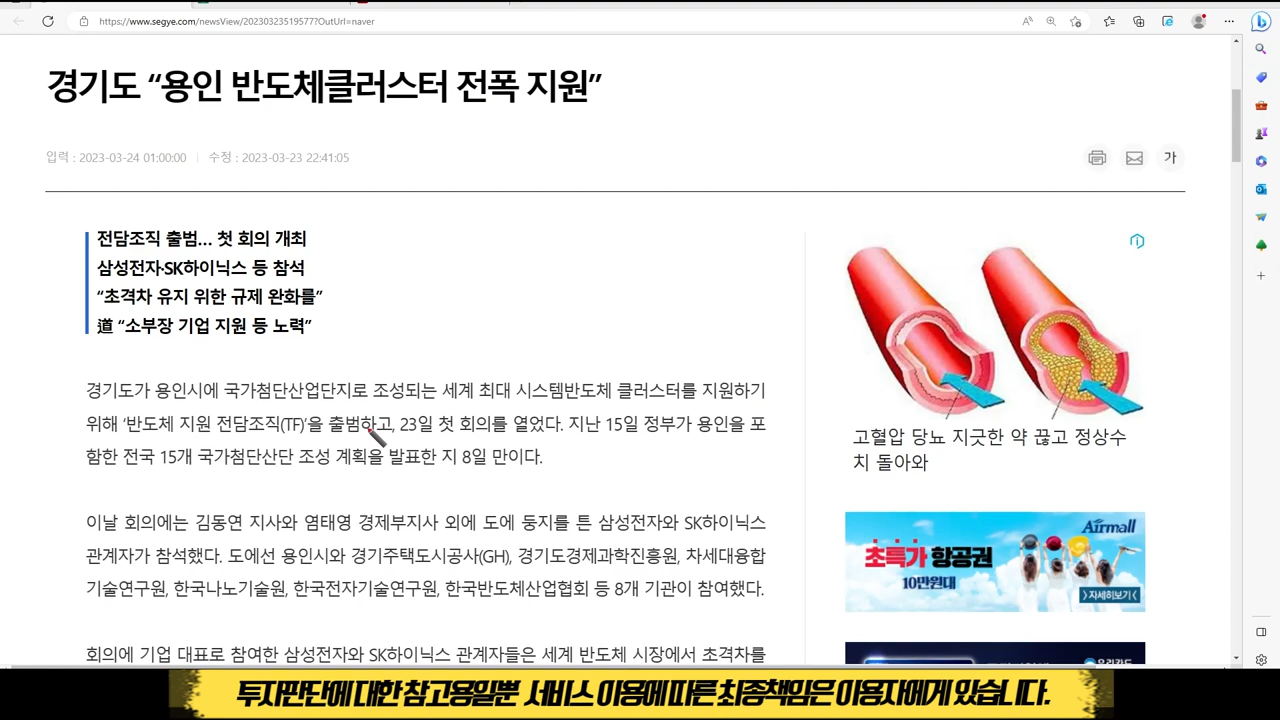 https://www.segye.com/newsView/20230323519577?OutUrl=naver
경기도 “용인 반도체클러스터 전폭 지원”
입력 : 2023-03-24 01:00:00 | 수정 : 2023-03-23 22:41:05
가
전담조직 출범… 첫 회의 개최
삼성전자·SK하이닉스 등 참석
“초격차 유지 위한 규제 완화를”
道 “소부장 기업 지원 등 노력”
경기도가 용인시에 국가첨단산업단지로 조성되는 세계 최대 시스템반도체 클러스터를 지원하기
위해 ‘반도체 지원 전담조직(TF)’을 출범하고, 23일 첫 회의를 열었다. 지난 15일 정부가 용인을 포
함한 전국 15개 국가첨단산단 조성 계획을 발표한 지 8일 만이다.
이날 회의에는 김동연 지사와 염태영 경제부지사 외에 도에 둥지를 튼 삼성전자와 SK하이닉스
관계자가 참석했다. 도에선 용인시와 경기주택도시공사(GH), 경기도경제과학진흥원, 차세대융합
기술연구원, 한국나노기술원, 한국전자기술연구원, 한국반도체산업협회 등 8개 기관이 참여했다.
회의에 기업 대표로 참여한 삼성전자와 SK하이닉스 관계자들은 세계 반도체 시장에서 초격차를
고혈압 당뇨 지긋한 약 끊고 정상수
치 돌아와
Airmall
초특가 항공권
10만원대
>자세히보기<
우리카드
투자판단에 대한 참고용일뿐 서비스 이용에 따른 최종책임은 이용자에게 있습니다.